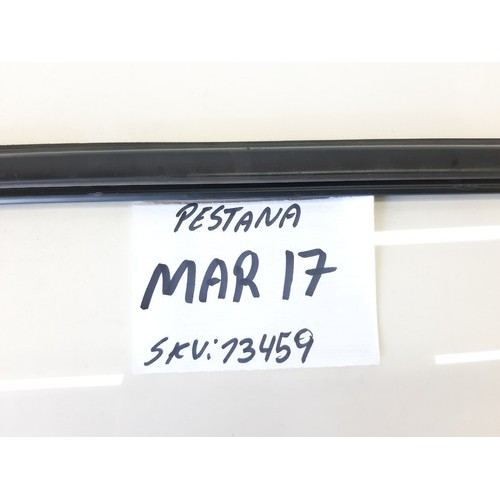 PESTANA
MAR 17
SKU: 73459